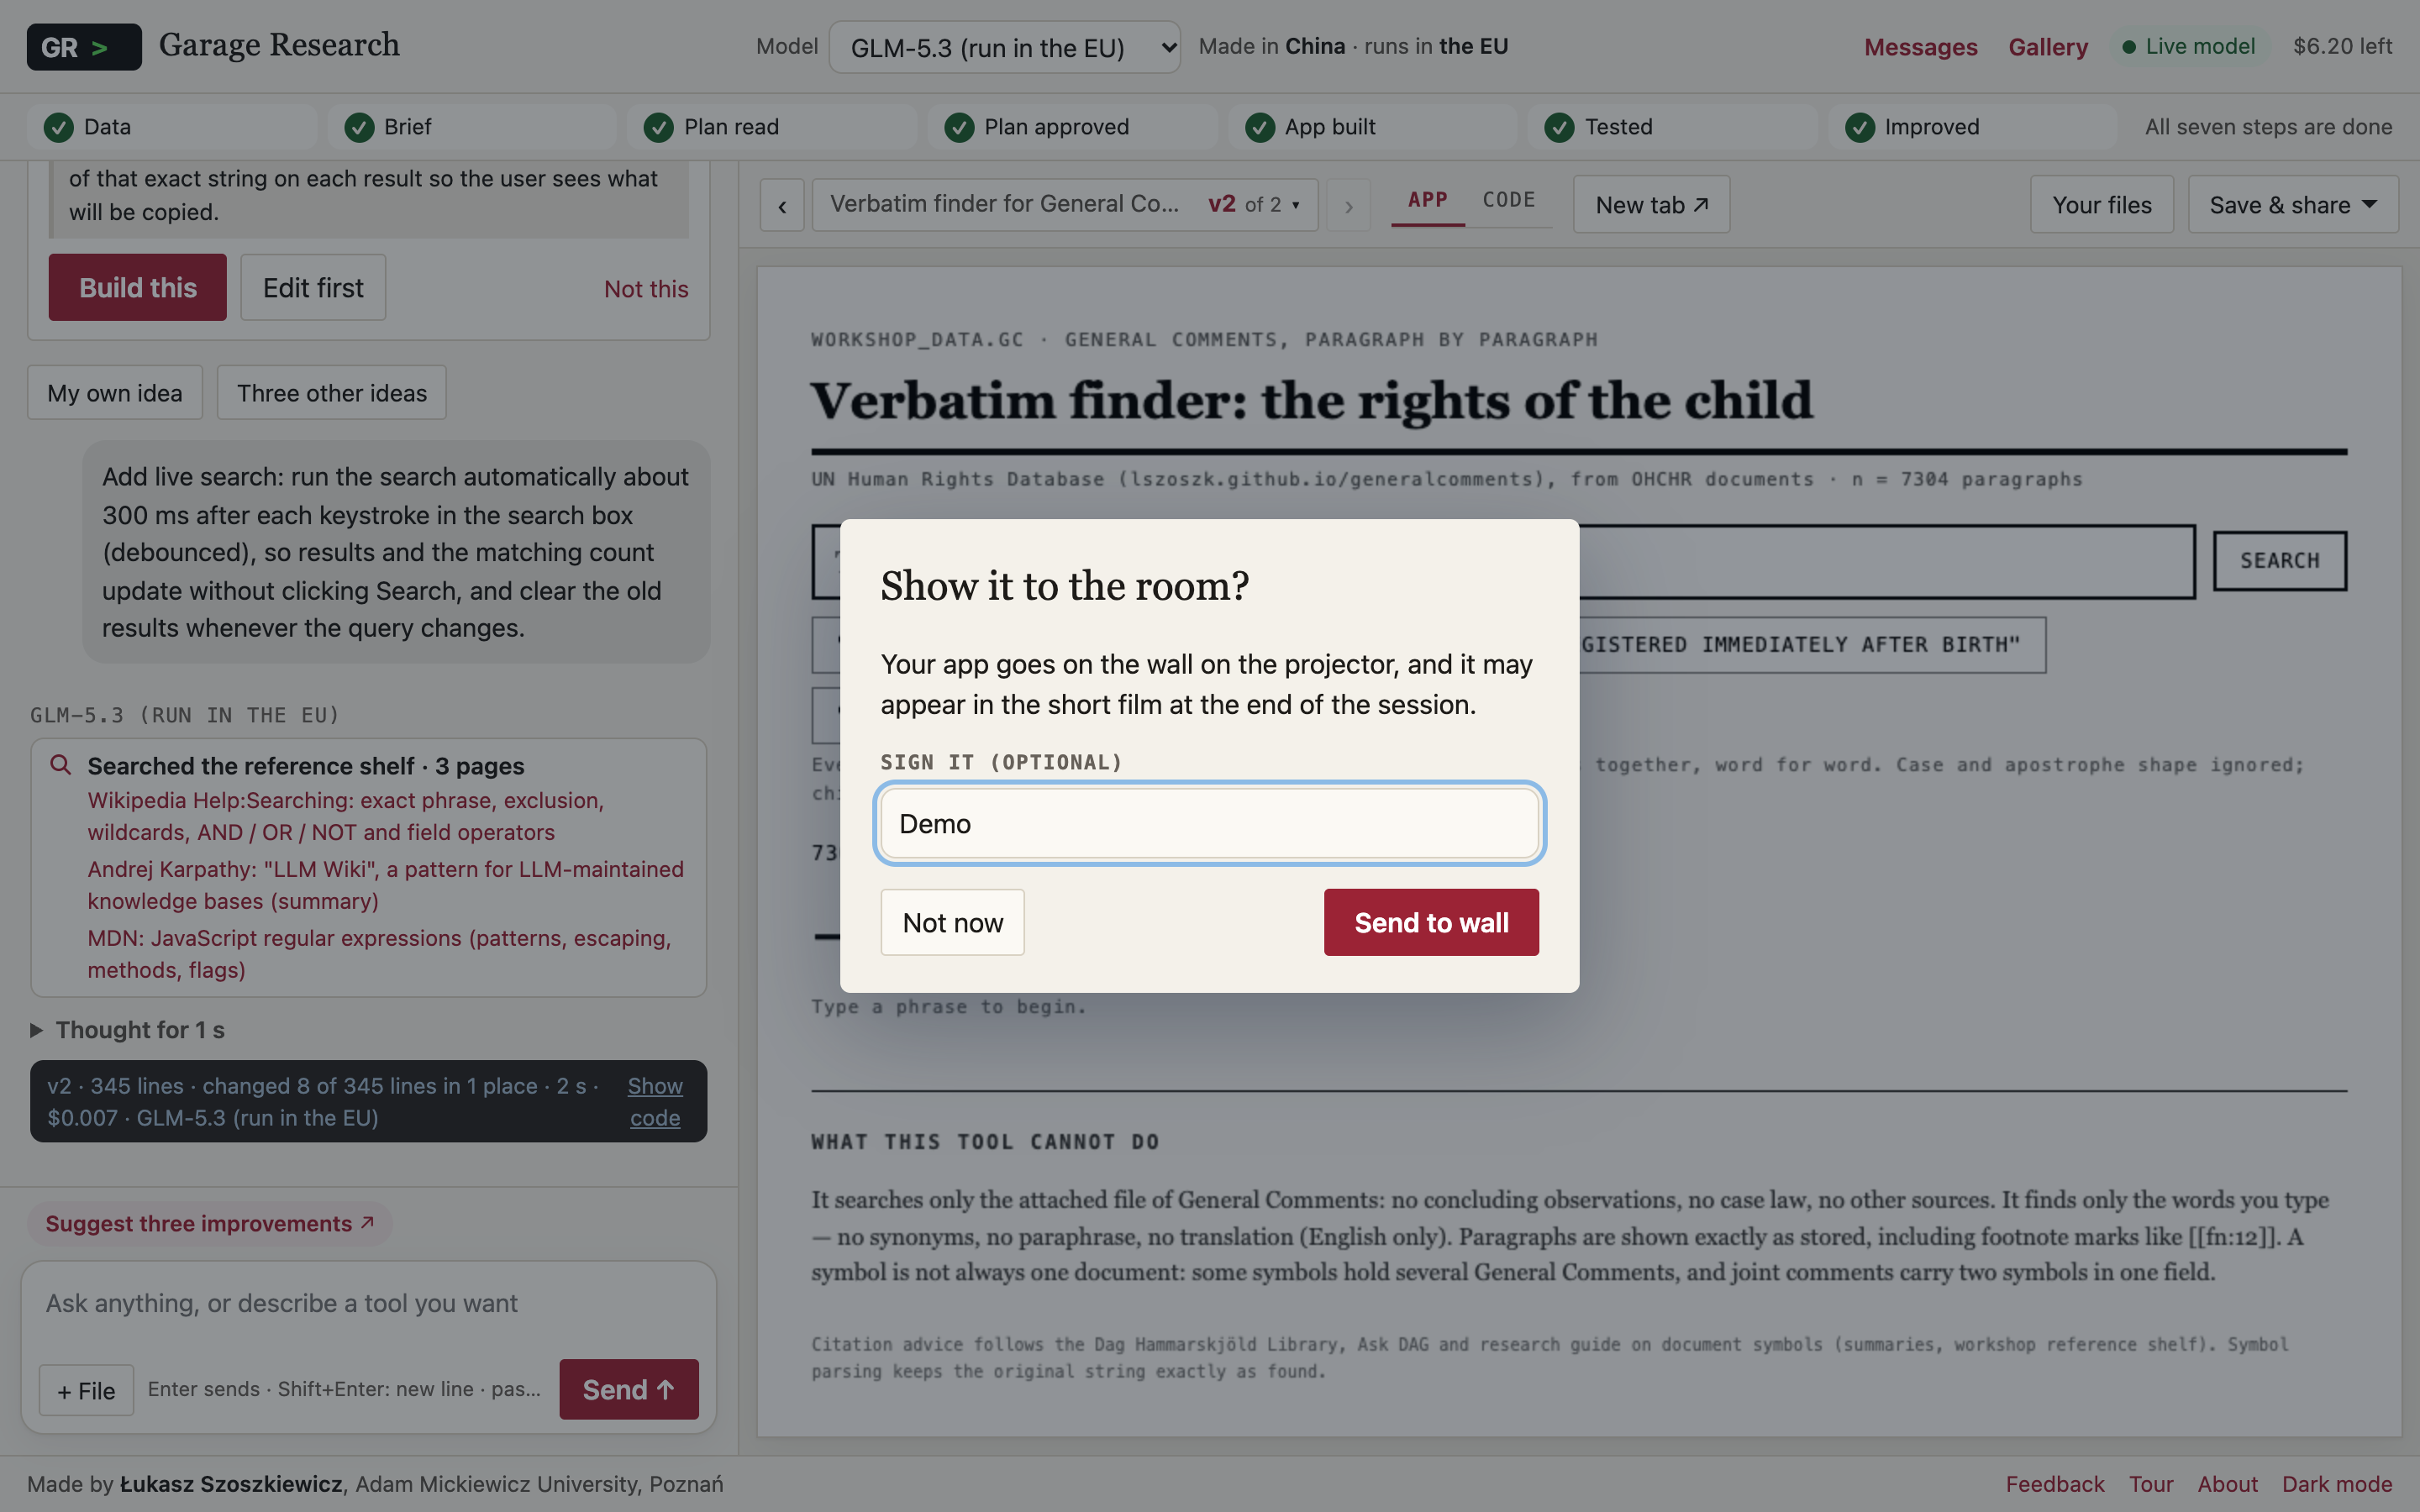 GR >
Garage Research
Model
GLM-5.3 (run in the EU)
Made in China · runs in the EU
Messages
Gallery
Live model
$6.20 left
Data
Brief
Plan read
Plan approved
App built
Tested
Improved
All seven steps are done
of that exact string on each result so the user sees what
will be copied.
Build this
Edit first
Not this
My own idea
Three other ideas
Add live search: run the search automatically about
300 ms after each keystroke in the search box
(debounced), so results and the matching count
update without clicking Search, and clear the old
results whenever the query changes.
GLM-5.3 (RUN IN THE EU)
Searched the reference shelf · 3 pages
Wikipedia Help:Searching: exact phrase, exclusion,
wildcards, AND / OR / NOT and field operators
Andrej Karpathy: "LLM Wiki", a pattern for LLM-maintained
knowledge bases (summary)
MDN: JavaScript regular expressions (patterns, escaping,
methods, flags)
Thought for 1 s
v2 · 345 lines · changed 8 of 345 lines in 1 place · 2 s ·
$0.007 · GLM-5.3 (run in the EU)
Show
code
Suggest three improvements ↗
Ask anything, or describe a tool you want
+ File
Enter sends · Shift+Enter: new line · pas...
Send ↑
‹
Verbatim finder for General Co...
v2 of 2 ▾
›
APP
CODE
New tab ↗
Your files
Save & share
WORKSHOP_DATA.GC · GENERAL COMMENTS, PARAGRAPH BY PARAGRAPH
Verbatim finder: the rights of the child
UN Human Rights Database (lszoszk.github.io/generalcomments), from OHCHR documents · n = 7304 paragraphs
SEARCH
GISTERED IMMEDIATELY AFTER BIRTH"
Eve
together, word for word. Case and apostrophe shape ignored;
chi
73
Type a phrase to begin.
Show it to the room?
Your app goes on the wall on the projector, and it may
appear in the short film at the end of the session.
SIGN IT (OPTIONAL)
Demo
Not now
Send to wall
WHAT THIS TOOL CANNOT DO
It searches only the attached file of General Comments: no concluding observations, no case law, no other sources. It finds only the words you type
— no synonyms, no paraphrase, no translation (English only). Paragraphs are shown exactly as stored, including footnote marks like [[fn:12]]. A
symbol is not always one document: some symbols hold several General Comments, and joint comments carry two symbols in one field.
Citation advice follows the Dag Hammarskjöld Library, Ask DAG and research guide on document symbols (summaries, workshop reference shelf). Symbol
parsing keeps the original string exactly as found.
Made by Łukasz Szoszkiewicz, Adam Mickiewicz University, Poznań
Feedback
Tour
About
Dark mode